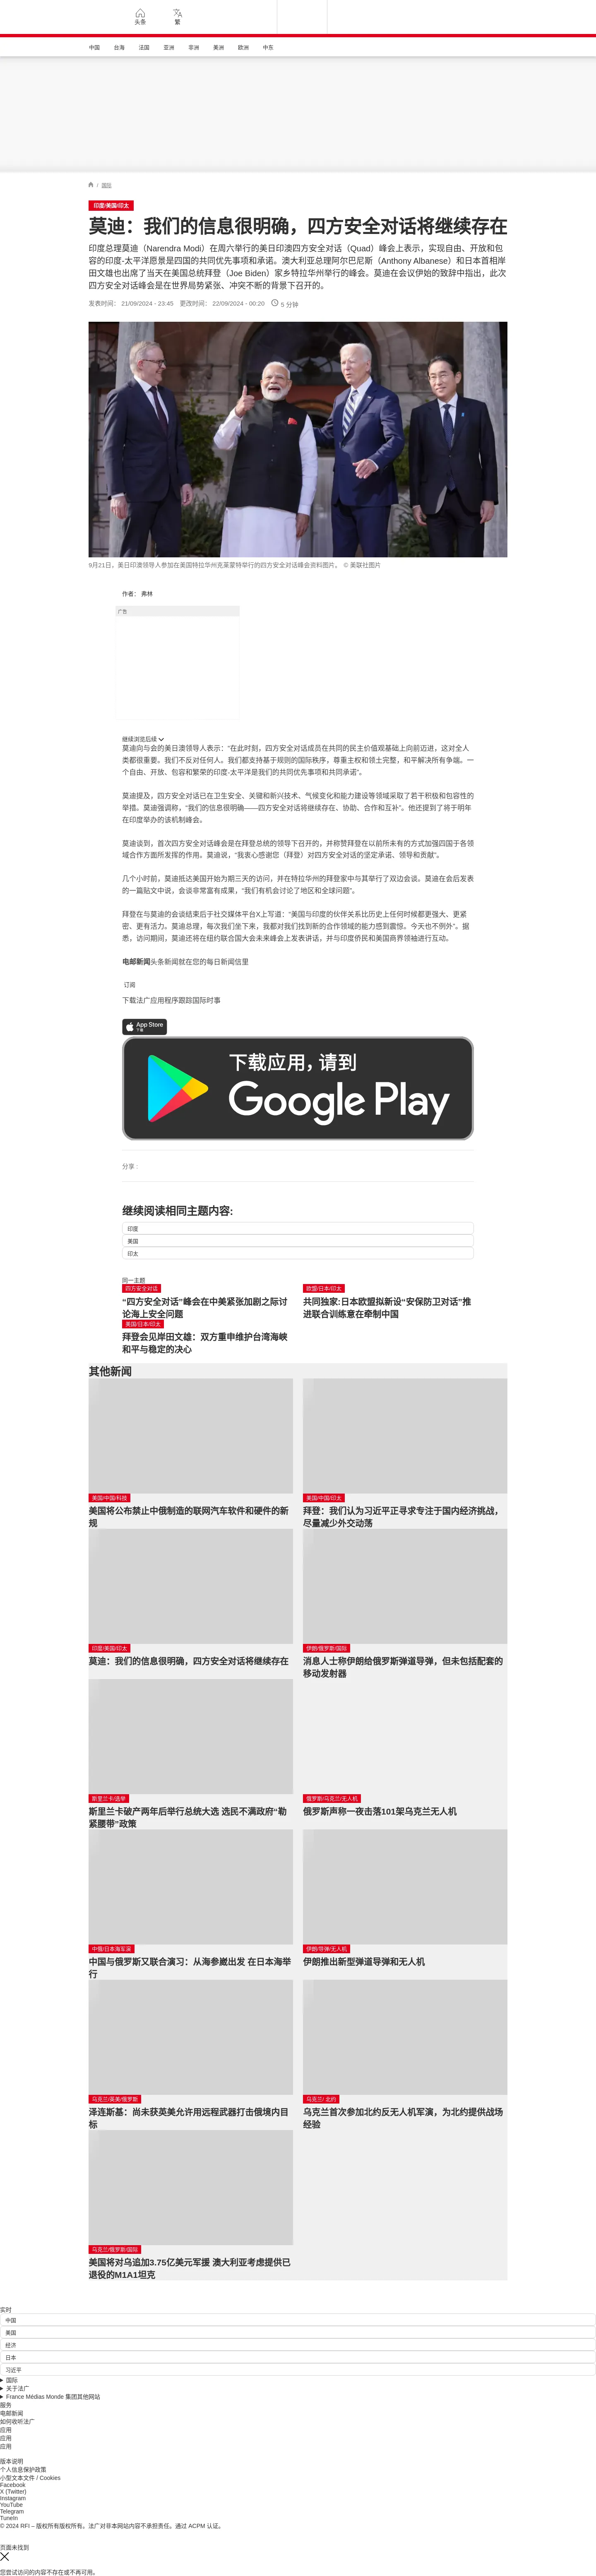 头条
繁
中国
台海
法国
亚洲
非洲
美洲
欧洲
中东
/ 国际
印度/美国/印太
莫迪：我们的信息很明确，四方安全对话将继续存在
印度总理莫迪（Narendra Modi）在周六举行的美日印澳四方安全对话（Quad）峰会上表示，实现自由、开放和包
容的印度-太平洋愿景是四国的共同优先事项和承诺。澳大利亚总理阿尔巴尼斯（Anthony Albanese）和日本首相岸
田文雄也出席了当天在美国总统拜登（Joe Biden）家乡特拉华州举行的峰会。莫迪在会议伊始的致辞中指出，此次
四方安全对话峰会是在世界局势紧张、冲突不断的背景下召开的。
发表时间： 21/09/2024 - 23:45 更改时间： 22/09/2024 - 00:20 5 分钟
9月21日，美日印澳领导人参加在美国特拉华州克莱蒙特举行的四方安全对话峰会资料图片。 © 美联社图片
作者： 弗林
广告
继续浏览后续
莫迪向与会的美日澳领导人表示：“在此时刻，四方安全对话成员在共同的民主价值观基础上向前迈进，这对全人
类都很重要。我们不反对任何人。我们都支持基于规则的国际秩序，尊重主权和领土完整，和平解决所有争端。一
个自由、开放、包容和繁荣的印度-太平洋是我们的共同优先事项和共同承诺”。
莫迪提及，四方安全对话已在卫生安全、关键和新兴技术、气候变化和能力建设等领域采取了若干积极和包容性的
举措。莫迪强调称，“我们的信息很明确——四方安全对话将继续存在、协助、合作和互补”。他还提到了将于明年
在印度举办的该机制峰会。
莫迪谈到，首次四方安全对话峰会是在拜登总统的领导下召开的，并称赞拜登在以前所未有的方式加强四国于各领
域合作方面所发挥的作用。莫迪说，“我衷心感谢您（拜登）对四方安全对话的坚定承诺、领导和贡献”。
几个小时前，莫迪抵达美国开始为期三天的访问，并在特拉华州的拜登家中与其举行了双边会谈。莫迪在会后发表
的一篇贴文中说，会谈非常富有成果，“我们有机会讨论了地区和全球问题”。
拜登在与莫迪的会谈结束后于社交媒体平台X上写道：“美国与印度的伙伴关系比历史上任何时候都更强大、更紧
密、更有活力。莫迪总理，每次我们坐下来，我都对我们找到新的合作领域的能力感到震惊。今天也不例外”。据
悉，访问期间，莫迪还将在纽约联合国大会未来峰会上发表讲话，并与印度侨民和美国商界领袖进行互动。
电邮新闻头条新闻就在您的每日新闻信里
订阅
下载法广应用程序跟踪国际时事
App Store
下载
下载应用，请到
Google Play
分享 :
继续阅读相同主题内容:
印度
美国
印太
同一主题
四方安全对话
“四方安全对话”峰会在中美紧张加剧之际讨
论海上安全问题
欧盟/日本/印太
共同独家:日本欧盟拟新设“安保防卫对话”推
进联合训练意在牵制中国
美国/日本/印太
拜登会见岸田文雄：双方重申维护台湾海峡
和平与稳定的决心
其他新闻
美国/中国/科技
美国将公布禁止中俄制造的联网汽车软件和硬件的新
规
美国/中国/印太
拜登：我们认为习近平正寻求专注于国内经济挑战，
尽量减少外交动荡
印度/美国/印太
莫迪：我们的信息很明确，四方安全对话将继续存在
伊朗/俄罗斯/国际
消息人士称伊朗给俄罗斯弹道导弹，但未包括配套的
移动发射器
斯里兰卡/选举
斯里兰卡破产两年后举行总统大选 选民不满政府“勒
紧腰带”政策
俄罗斯/乌克兰/无人机
俄罗斯声称一夜击落101架乌克兰无人机
中俄/日本海军演
中国与俄罗斯又联合演习：从海参崴出发 在日本海举
行
伊朗/导弹/无人机
伊朗推出新型弹道导弹和无人机
乌克兰/英美/俄罗斯
泽连斯基：尚未获英美允许用远程武器打击俄境内目
标
乌克兰/ 北约
乌克兰首次参加北约反无人机军演，为北约提供战场
经验
乌克兰/俄罗斯/国际
美国将对乌追加3.75亿美元军援 澳大利亚考虑提供已
退役的M1A1坦克
实时
中国
美国
经济
日本
习近平
国际
关于法广
France Médias Monde 集团其他网站
服务
电邮新闻
如何收听法广
应用
应用
应用
版本说明
个人信息保护政策
小型文本文件 / Cookies
Facebook
X (Twitter)
Instagram
YouTube
Telegram
TuneIn
© 2024 RFI – 版权所有版权所有。法广对非本网站内容不承担责任。通过 ACPM 认证。
页面未找到
您尝试访问的内容不存在或不再可用。